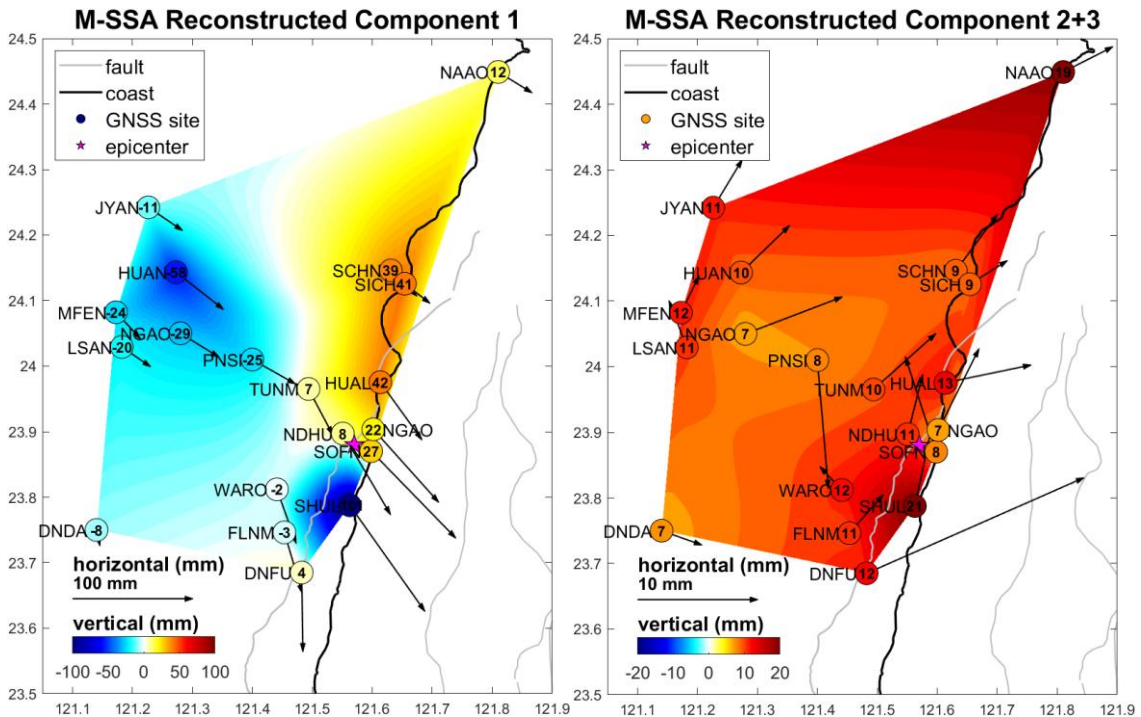 M-SSA Reconstructed Component 1
24.5
24.4
24.3
24.2
24.1
24
23.9
23.8
23.7
23.6
23.5
fault
coast
GNSS site
epicenter
NAAO 12
JYAN -11
HUAN -58
SCHN 39
SICH 41
MFEN -24
NGAO -29
LSAN -20
PNSI -25
TUNM 7
HUAL 42
NDHU 8
22 NGAO
SOFN 27
WARO -2
SHUL
DNDA -8
FLNM -3
DNFU 4
horizontal (mm)
100 mm
vertical (mm)
-100 0 100
121.1 121.2 121.3 121.4 121.5 121.6 121.7 121.8 121.9
M-SSA Reconstructed Component 2+3
24.5
24.4
24.3
24.2
24.1
24
23.9
23.8
23.7
23.6
23.5
fault
coast
GNSS site
epicenter
NAAO 19
JYAN 11
HUAN 10
SCHN 9
SICH 9
MFEN 12
NGAO 7
LSAN 11
PNSI 8
TUNM 10
HUAL 13
NDHU 11
7 NGAO
SOFN 8
WARO 12
SHUL 21
DNDA 7
FLNM 11
DNFU 12
horizontal (mm)
10 mm
vertical (mm)
-20 -10 0 10 20
121.1 121.2 121.3 121.4 121.5 121.6 121.7 121.8 121.9